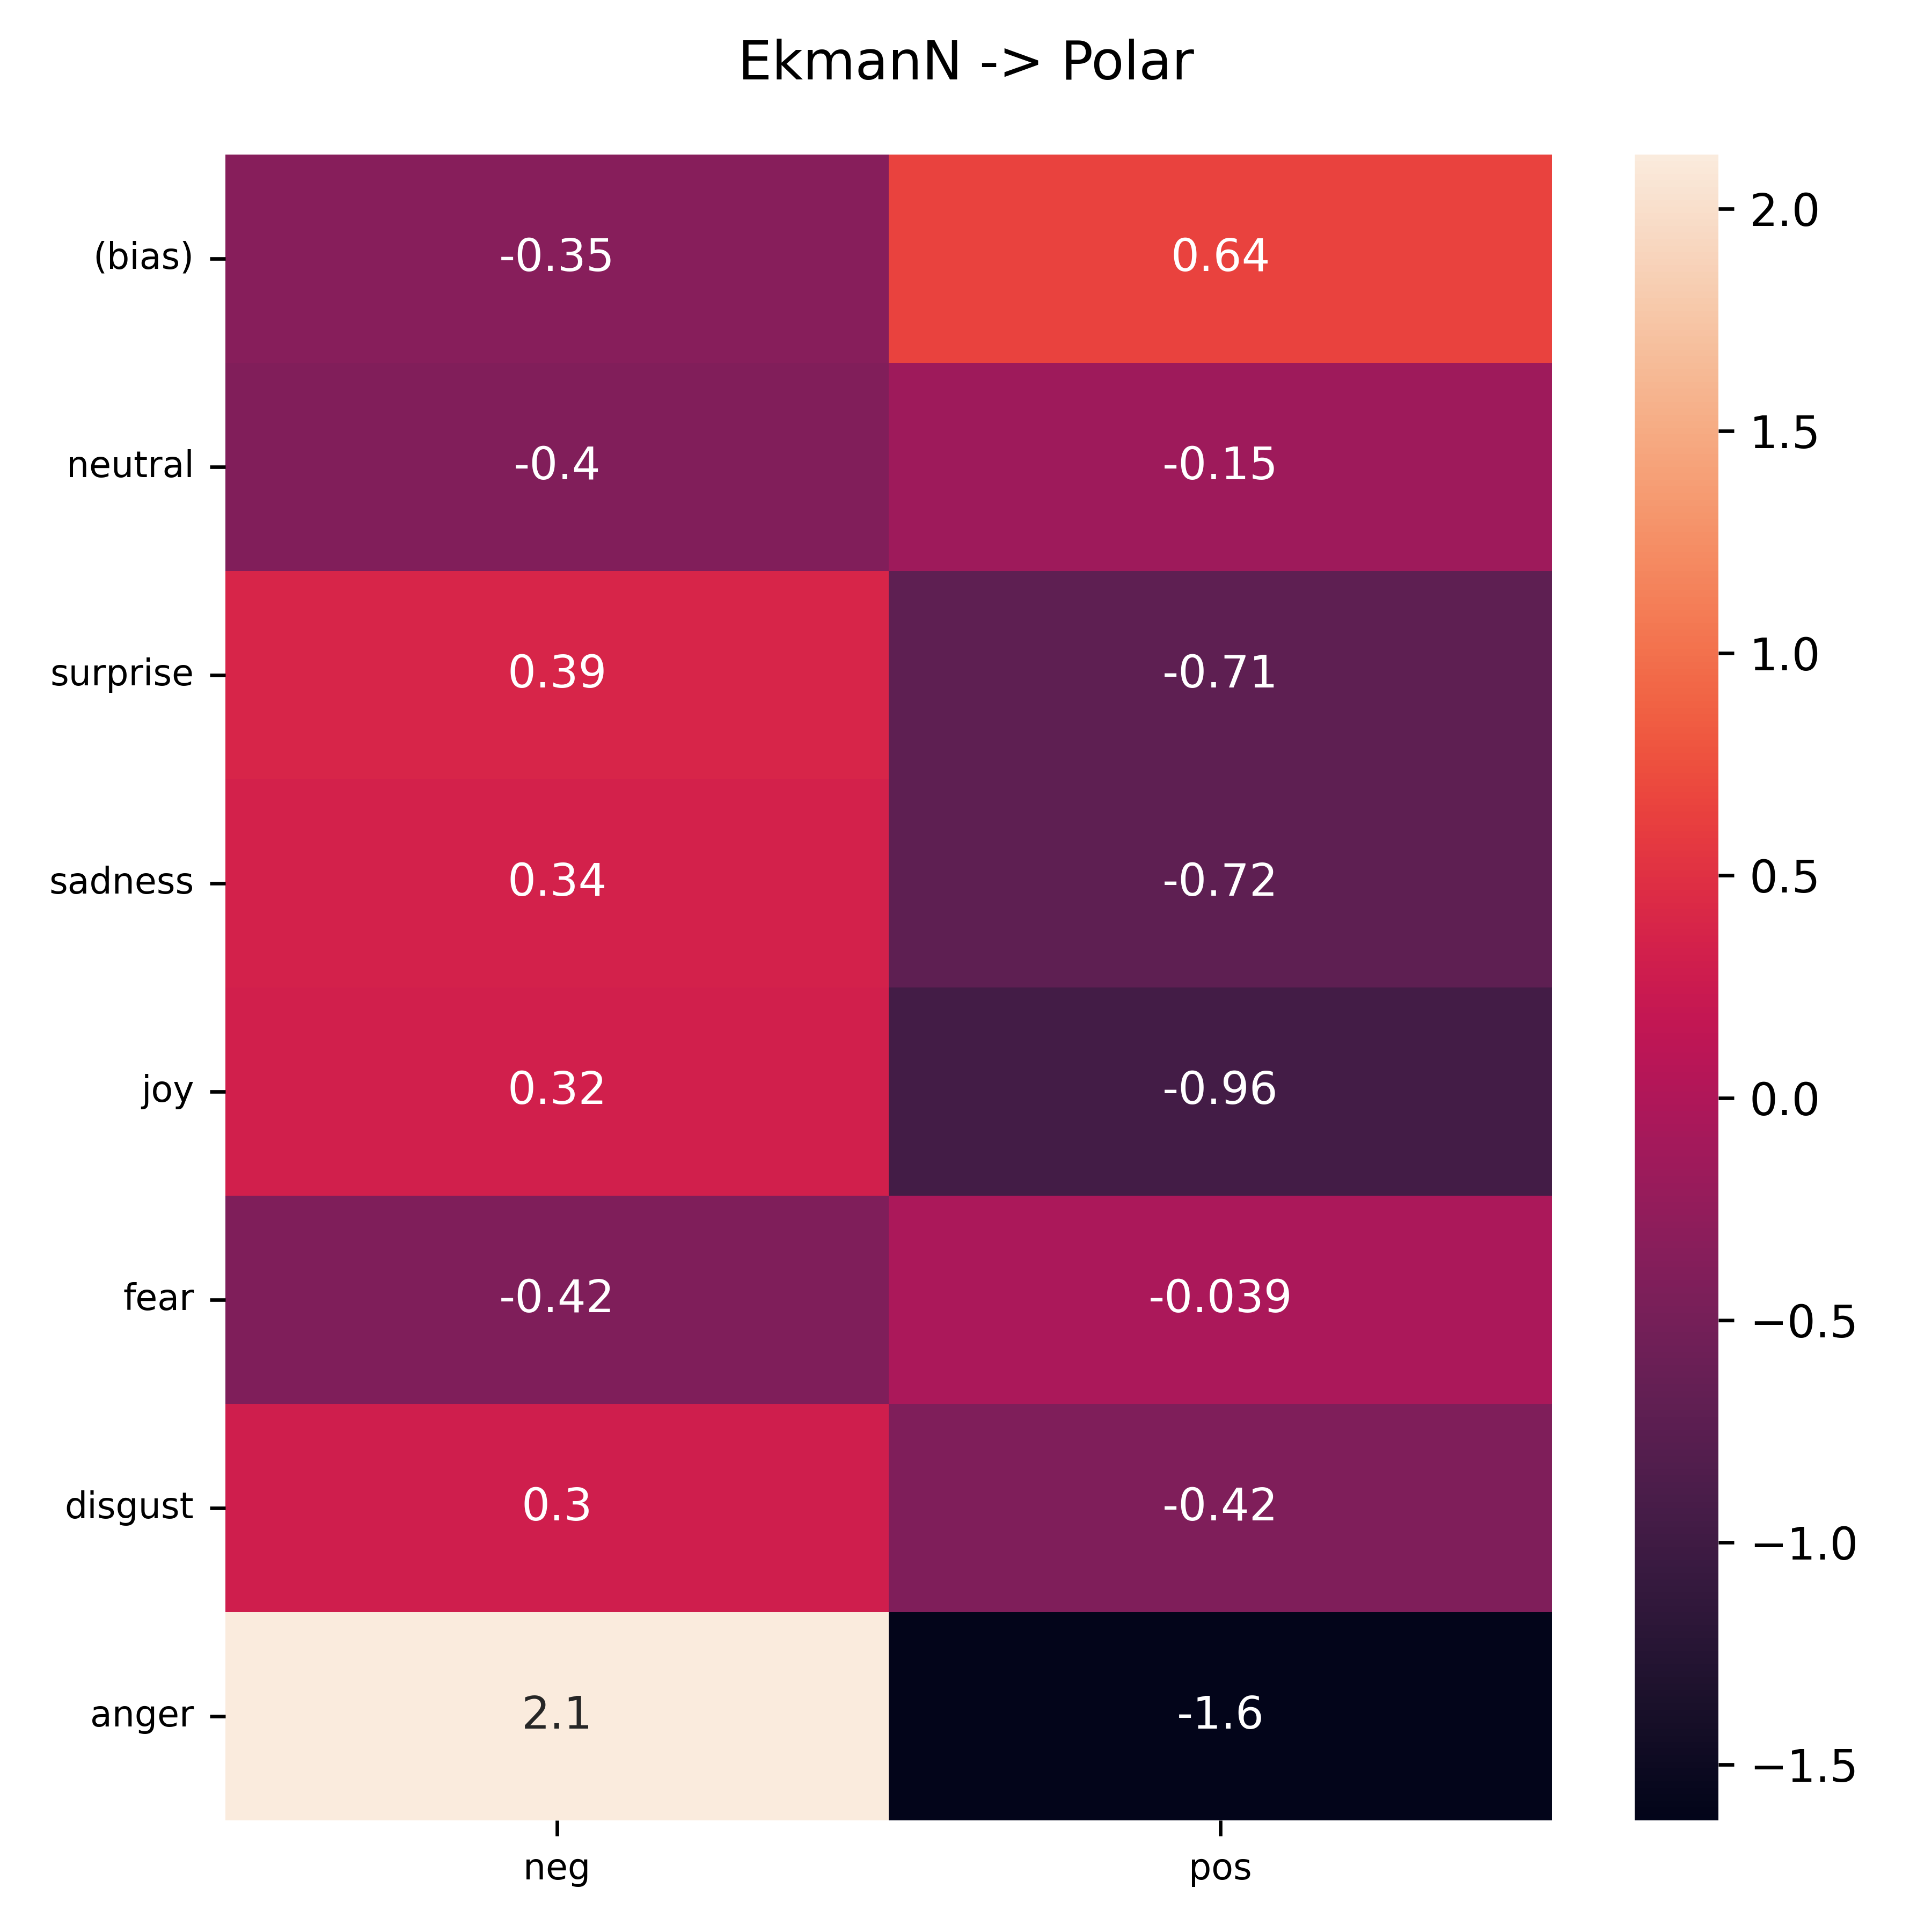 EkmanN -> Polar
(bias) -0.35 0.64
neutral -0.4 -0.15
surprise 0.39 -0.71
sadness 0.34 -0.72
joy 0.32 -0.96
fear -0.42 -0.039
disgust 0.3 -0.42
anger 2.1 -1.6
neg pos
2.0
1.5
1.0
0.5
0.0
−0.5
−1.0
−1.5